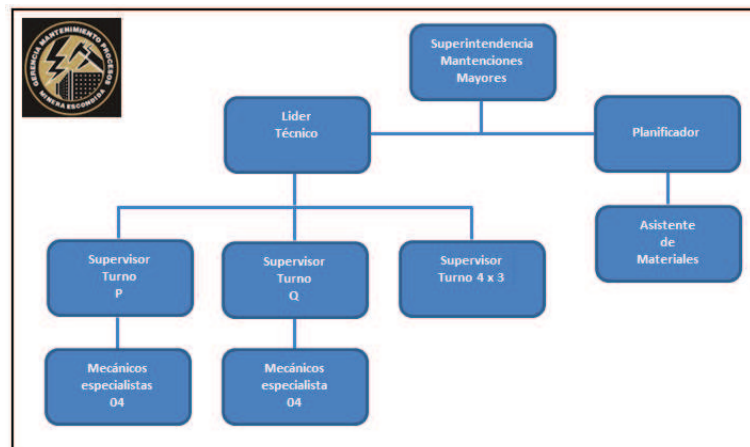 GERENCIA MANTENIMIENTO PROCESOS
MINERA ESCONDIDA
Superintendencia
Mantenciones
Mayores
Lider
Técnico
Planificador
Asistente
de
Materiales
Supervisor
Turno
P
Supervisor
Turno
Q
Supervisor
Turno 4 x 3
Mecánicos
especialistas
04
Mecánicos
especialista
04